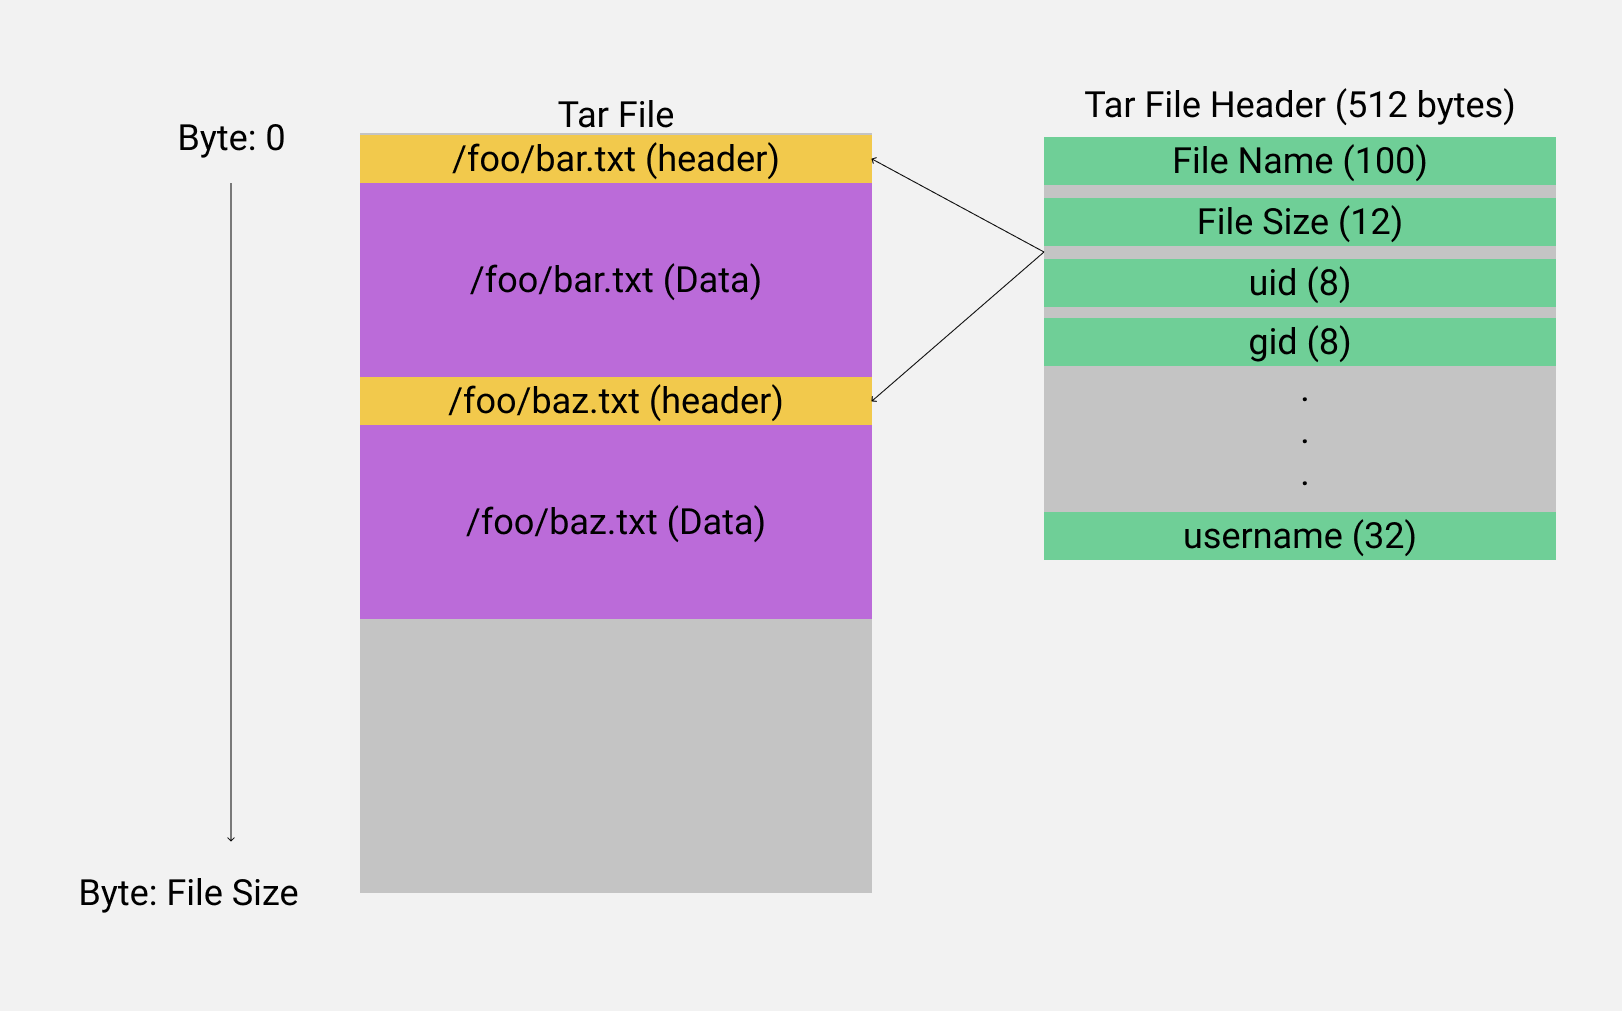 Byte: 0
Tar File
/foo/bar.txt (header)
/foo/bar.txt (Data)
/foo/baz.txt (header)
/foo/baz.txt (Data)
Byte: File Size
Tar File Header (512 bytes)
File Name (100)
File Size (12)
uid (8)
gid (8)
.
.
.
username (32)